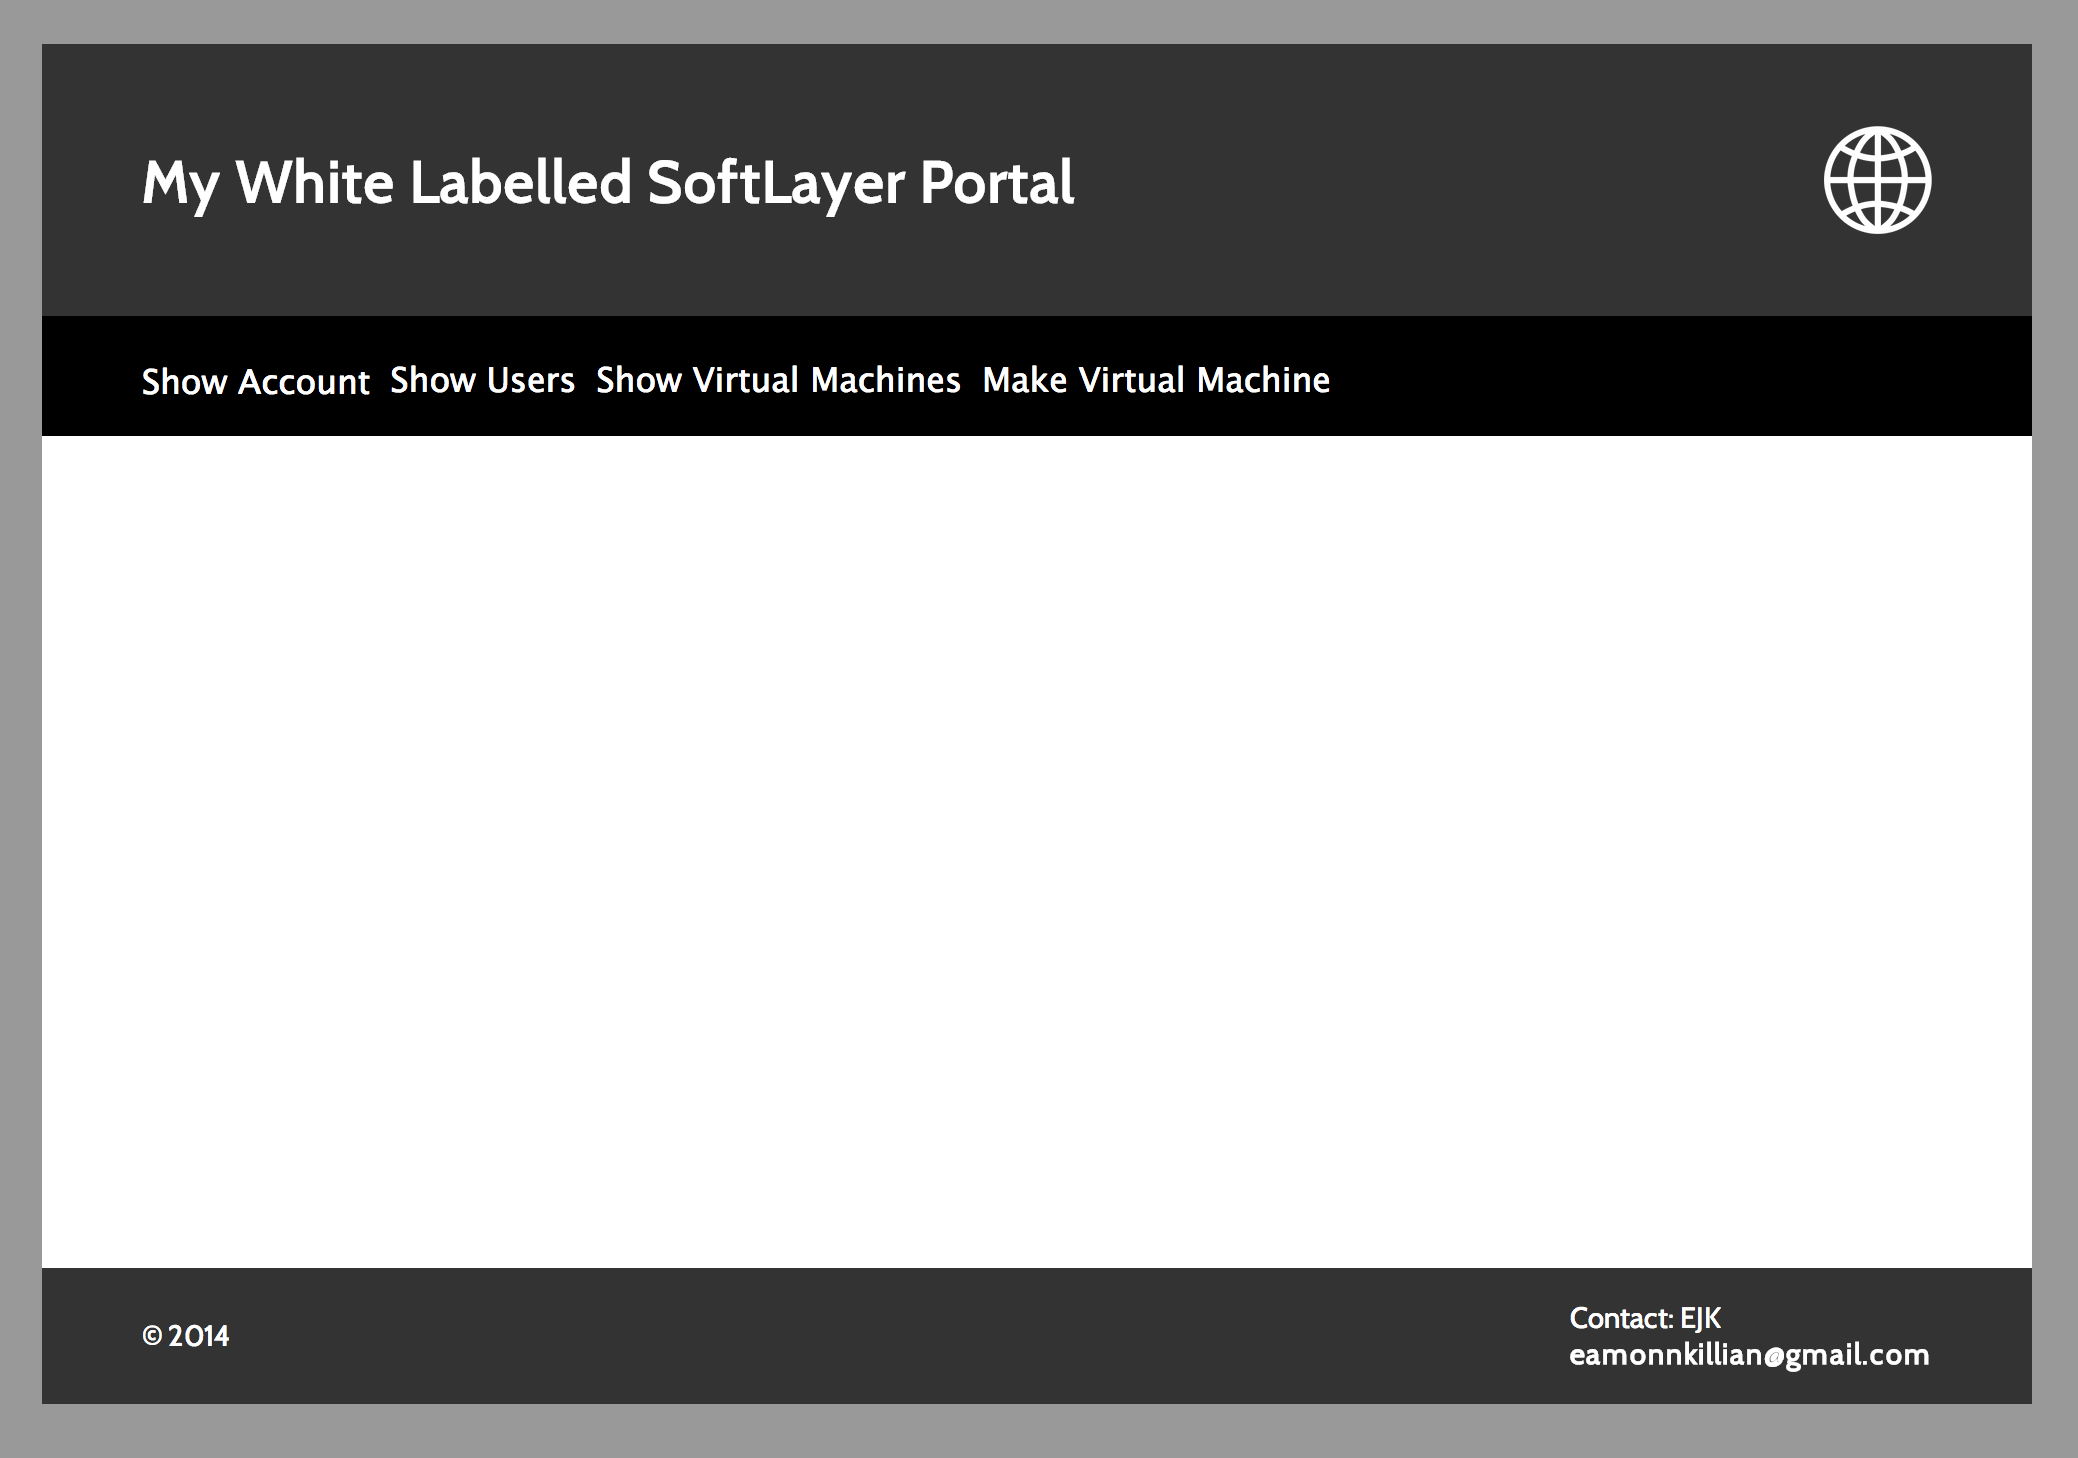 My White Labelled SoftLayer Portal
Show Account Show Users Show Virtual Machines Make Virtual Machine
© 2014
Contact: EJK
eamonnkillian@gmail.com